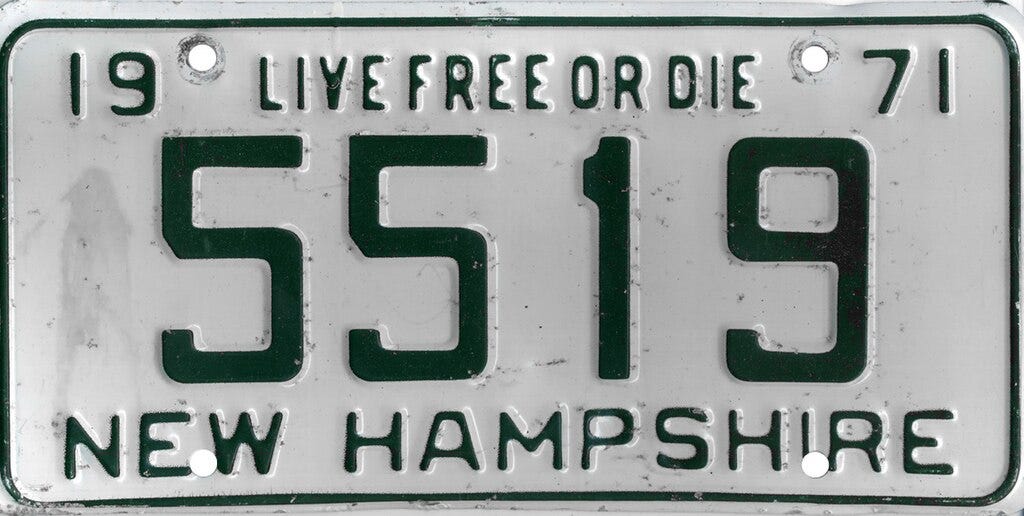 19 LIVE FREE OR DIE 71
5519
NEW HAMPSHIRE